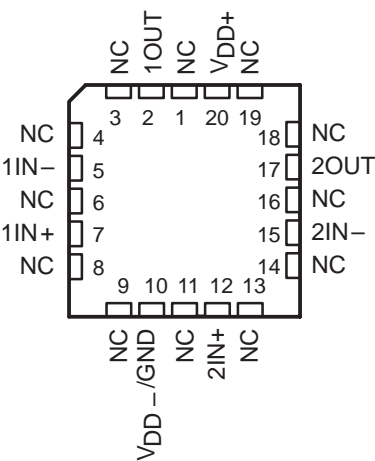 NC
1OUT
NC
VDD+
NC
3 2 1 20 19
NC 4
1IN− 5
NC 6
1IN+ 7
NC 8
18 NC
17 2OUT
16 NC
15 2IN−
14 NC
9 10 11 12 13
NC
VDD−/GND
NC
2IN+
NC